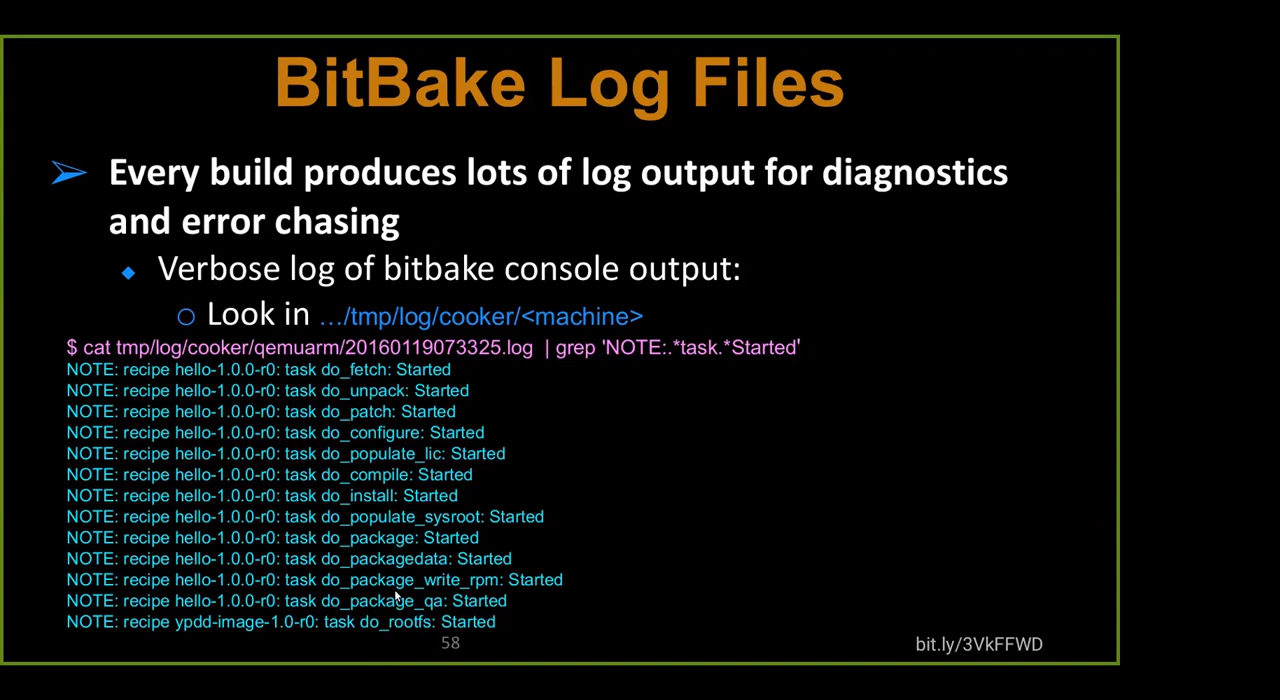 BitBake Log Files
➢ Every build produces lots of log output for diagnostics
and error chasing
◆ Verbose log of bitbake console output:
○ Look in …/tmp/log/cooker/<machine>
$ cat tmp/log/cooker/qemuarm/20160119073325.log | grep 'NOTE:.*task.*Started'
NOTE: recipe hello-1.0.0-r0: task do_fetch: Started
NOTE: recipe hello-1.0.0-r0: task do_unpack: Started
NOTE: recipe hello-1.0.0-r0: task do_patch: Started
NOTE: recipe hello-1.0.0-r0: task do_configure: Started
NOTE: recipe hello-1.0.0-r0: task do_populate_lic: Started
NOTE: recipe hello-1.0.0-r0: task do_compile: Started
NOTE: recipe hello-1.0.0-r0: task do_install: Started
NOTE: recipe hello-1.0.0-r0: task do_populate_sysroot: Started
NOTE: recipe hello-1.0.0-r0: task do_package: Started
NOTE: recipe hello-1.0.0-r0: task do_packagedata: Started
NOTE: recipe hello-1.0.0-r0: task do_package_write_rpm: Started
NOTE: recipe hello-1.0.0-r0: task do_package_qa: Started
NOTE: recipe ypdd-image-1.0-r0: task do_rootfs: Started
58
bit.ly/3VkFFWD